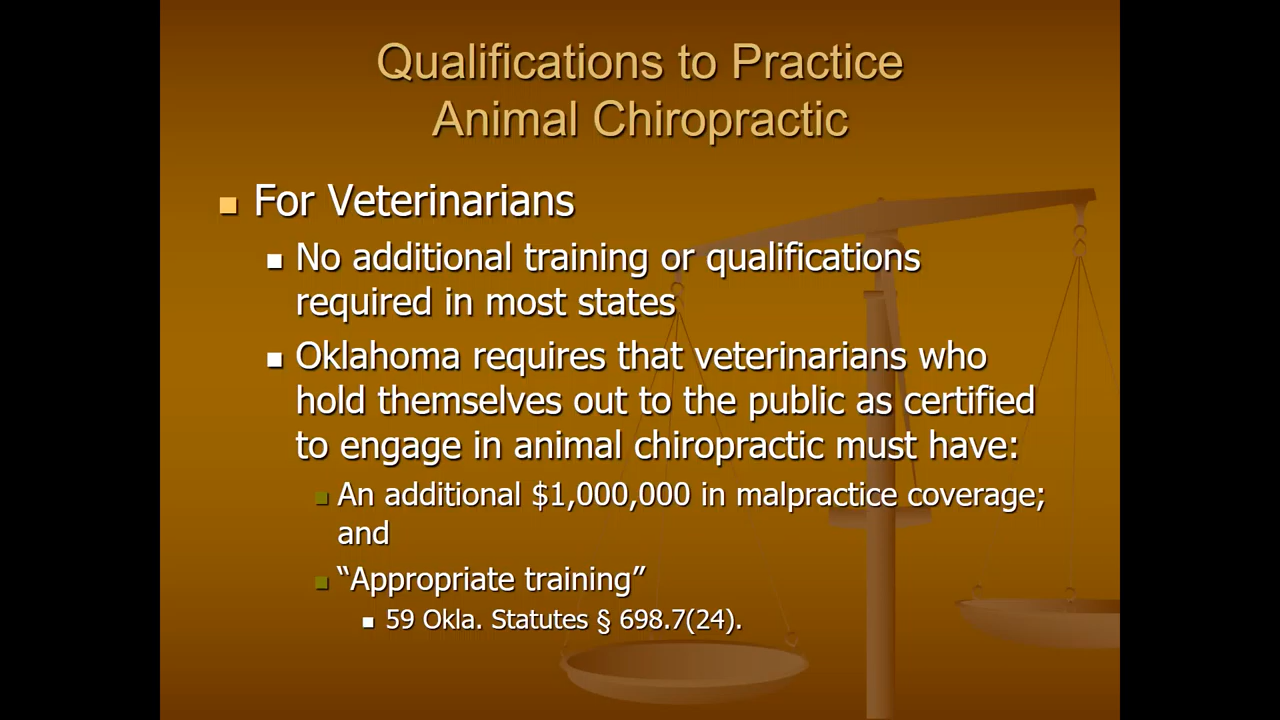 Qualifications to Practice
Animal Chiropractic
For Veterinarians
No additional training or qualifications
required in most states
Oklahoma requires that veterinarians who
hold themselves out to the public as certified
to engage in animal chiropractic must have:
An additional $1,000,000 in malpractice coverage;
and
“Appropriate training”
59 Okla. Statutes § 698.7(24).